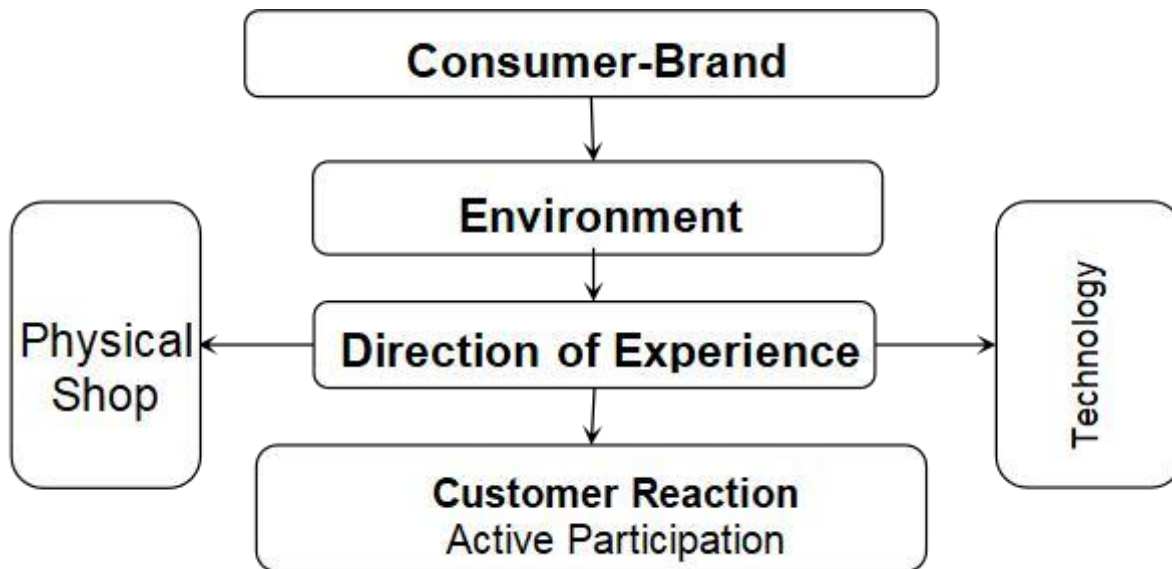 Consumer-Brand
Environment
Physical
Shop
Direction of Experience
Technology
Customer Reaction
Active Participation